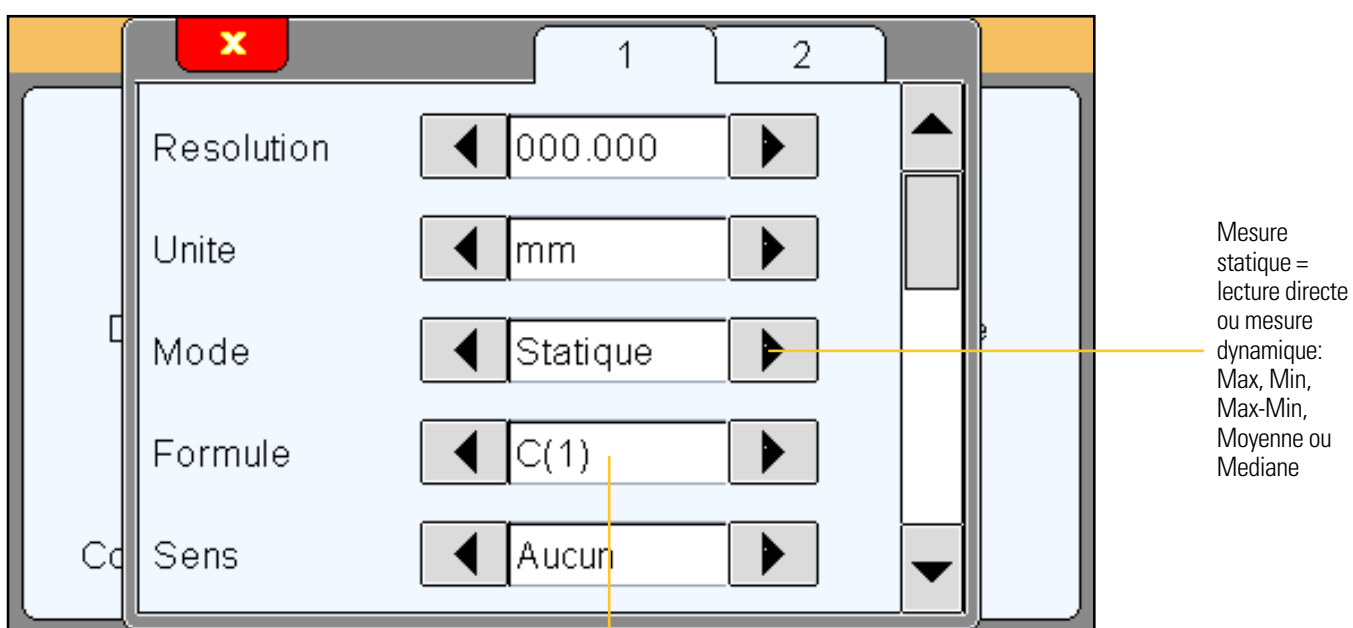 x
1
2
Resolution
000.000
Unite
mm
Mode
Statique
Formule
C(1)
Co
Sens
Aucun
Mesure
statique =
lecture directe
ou mesure
dynamique:
Max, Min,
Max-Min,
Moyenne ou
Mediane